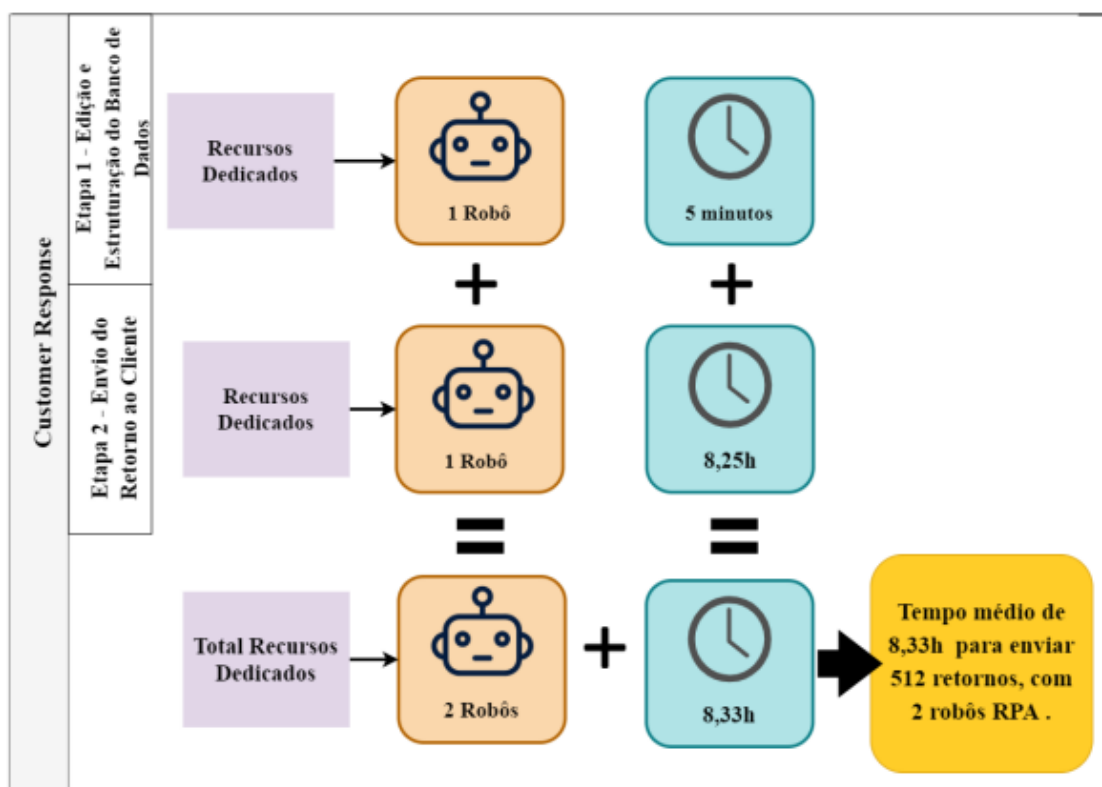 Customer Response
Etapa 1 - Edição e
Estruturação do Banco de
Dados
Recursos
Dedicados
1 Robô
5 minutos
+
+
Etapa 2 - Envio do
Retorno ao Cliente
Recursos
Dedicados
1 Robô
8,25h
=
=
Total Recursos
Dedicados
2 Robôs
+
8,33h
Tempo médio de
8,33h para enviar
512 retornos, com
2 robôs RPA .